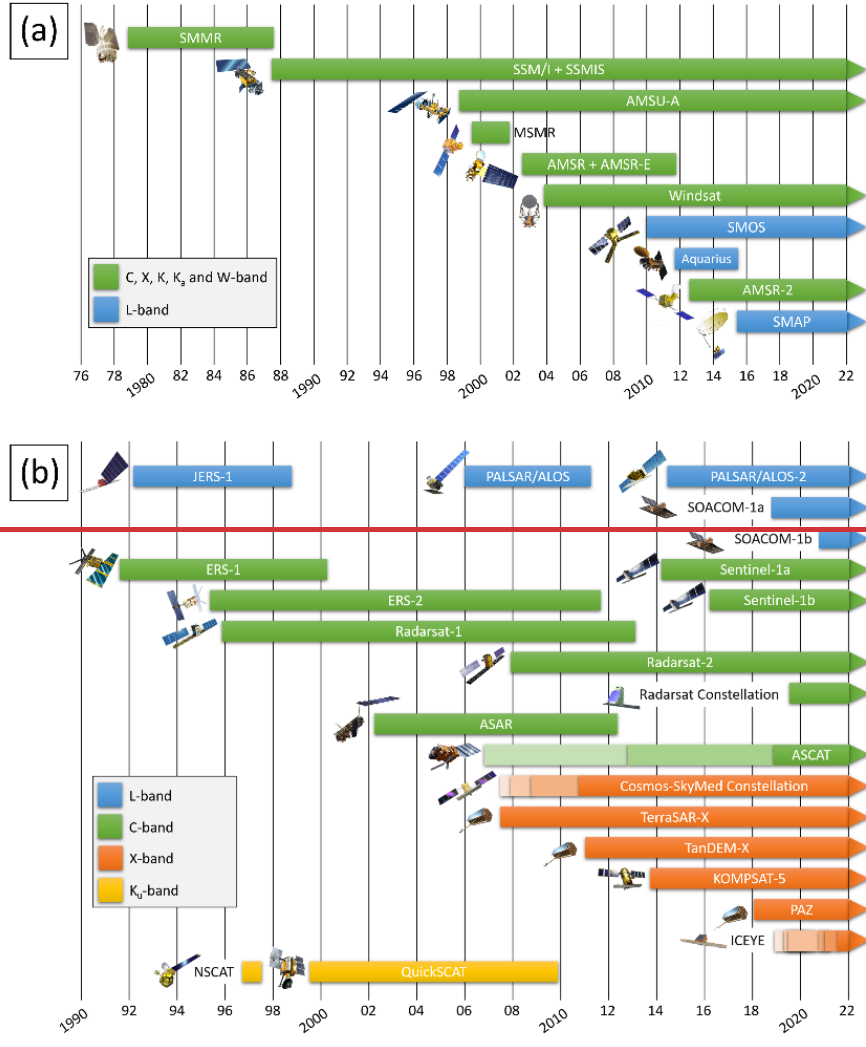 (a)
SMMR
SSM/I + SSMIS
AMSU-A
MSMR
AMSR + AMSR-E
Windsat
SMOS
Aquarius
AMSR-2
SMAP
C, X, K, Kₐ and W-band
L-band
76 78 1980 82 84 86 88 1990 92 94 96 98 2000 02 04 06 08 2010 12 14 16 18 2020 22
(b)
JERS-1 PALSAR/ALOS PALSAR/ALOS-2
SOACOM-1a
SOACOM-1b
ERS-1 Sentinel-1a
ERS-2 Sentinel-1b
Radarsat-1
Radarsat-2
Radarsat Constellation
ASAR
ASCAT
Cosmos-SkyMed Constellation
TerraSAR-X
TanDEM-X
KOMPSAT-5
PAZ
ICEYE
L-band
C-band
X-band
Kᵤ-band
NSCAT QuickSCAT
1990 92 94 96 98 2000 02 04 06 08 2010 12 14 16 18 2020 22